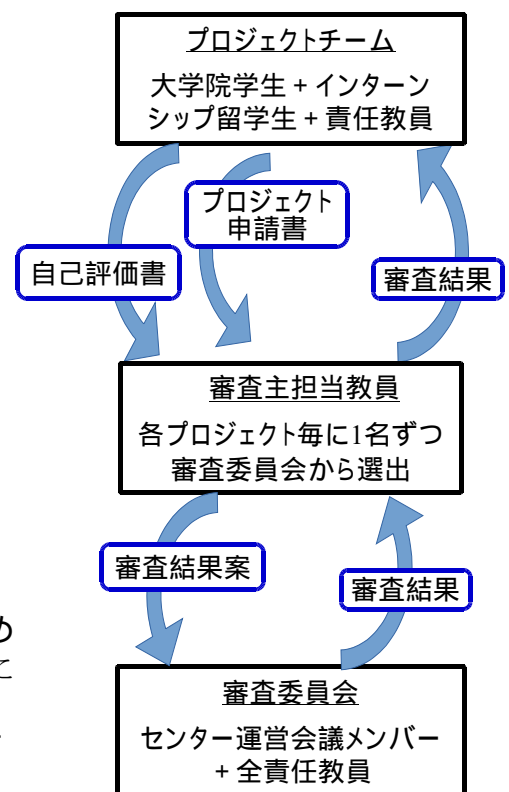 プロジェクトチーム
大学院学生 + インターン
シップ留学生 + 責任教員
プロジェクト
申請書
自己評価書
審査結果
審査主担当教員
各プロジェクト毎に1名ずつ
審査委員会から選出
審査結果案
審査結果
め
に
審査委員会
センター運営会議メンバー
+ 全責任教員